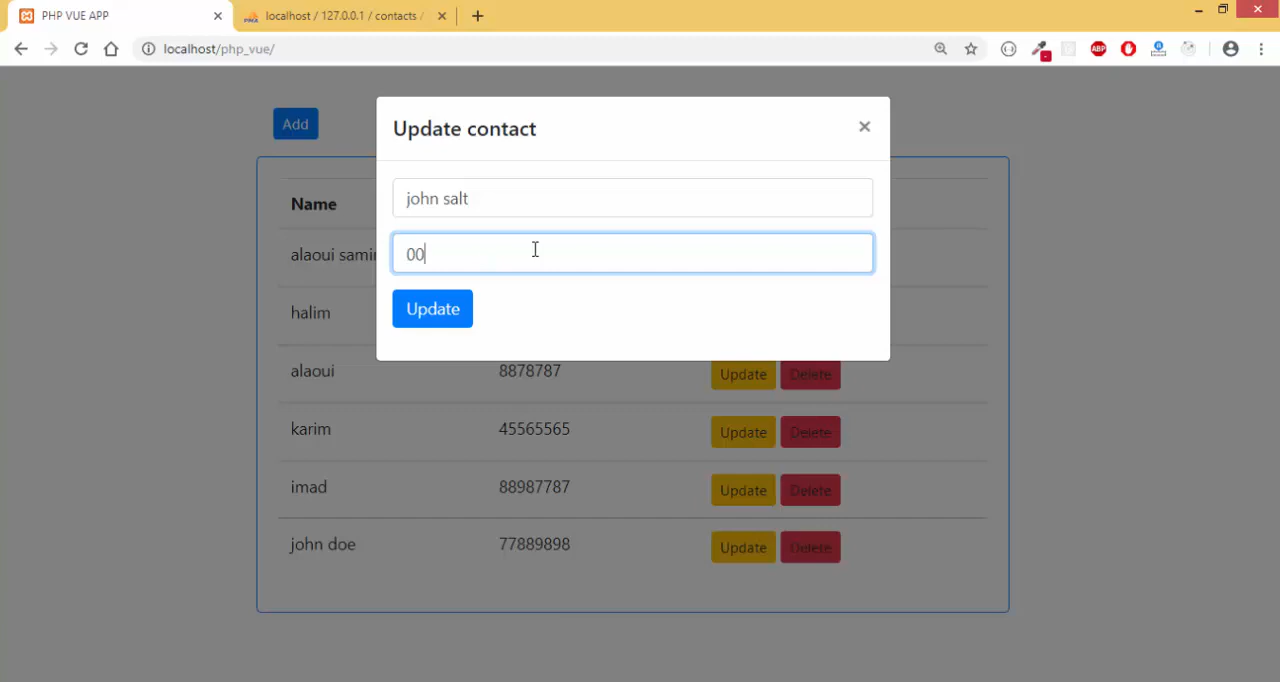 PHP VUE APP
localhost / 127.0.0.1 / contacts /
localhost/php_vue/
ABP
Add
Update contact
john salt
Name
00
alaoui sami
halim
Update
alaoui 8878787 Update Delete
karim 45565565 Update Delete
imad 88987787 Update Delete
john doe 77889898 Update Delete